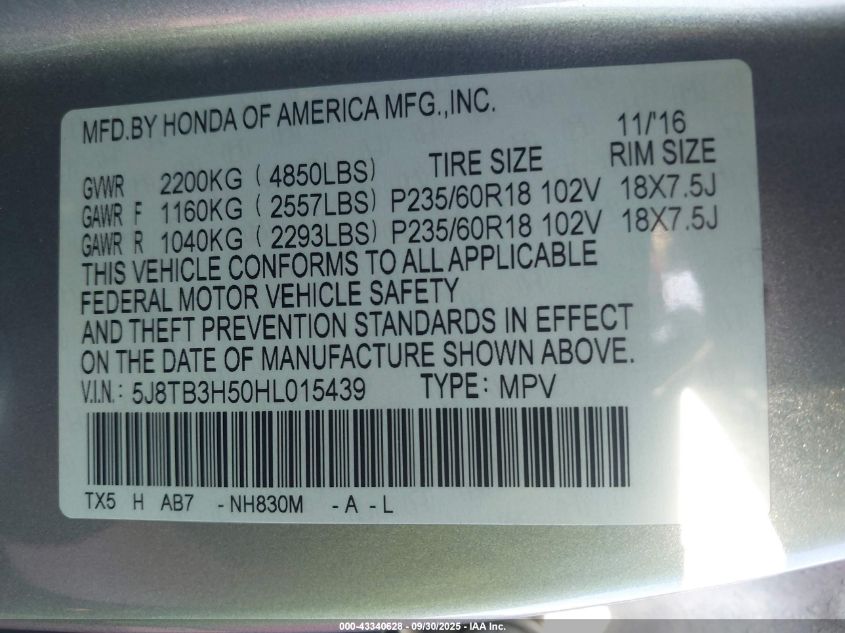 MFD.BY HONDA OF AMERICA MFG.,INC.
11/'16
GVWR 2200KG ( 4850LBS) TIRE SIZE RIM SIZE
GAWR F 1160KG ( 2557LBS) P235/60R18 102V 18X7.5J
GAWR R 1040KG ( 2293LBS) P235/60R18 102V 18X7.5J
THIS VEHICLE CONFORMS TO ALL APPLICABLE
FEDERAL MOTOR VEHICLE SAFETY
AND THEFT PREVENTION STANDARDS IN EFFECT
ON THE DATE OF MANUFACTURE SHOWN ABOVE.
V.I.N.: 5J8TB3H50HL015439 TYPE: MPV
TX5 H AB7 -NH830M -A -L
000-43340628 - 09/30/2025 - IAA Inc.